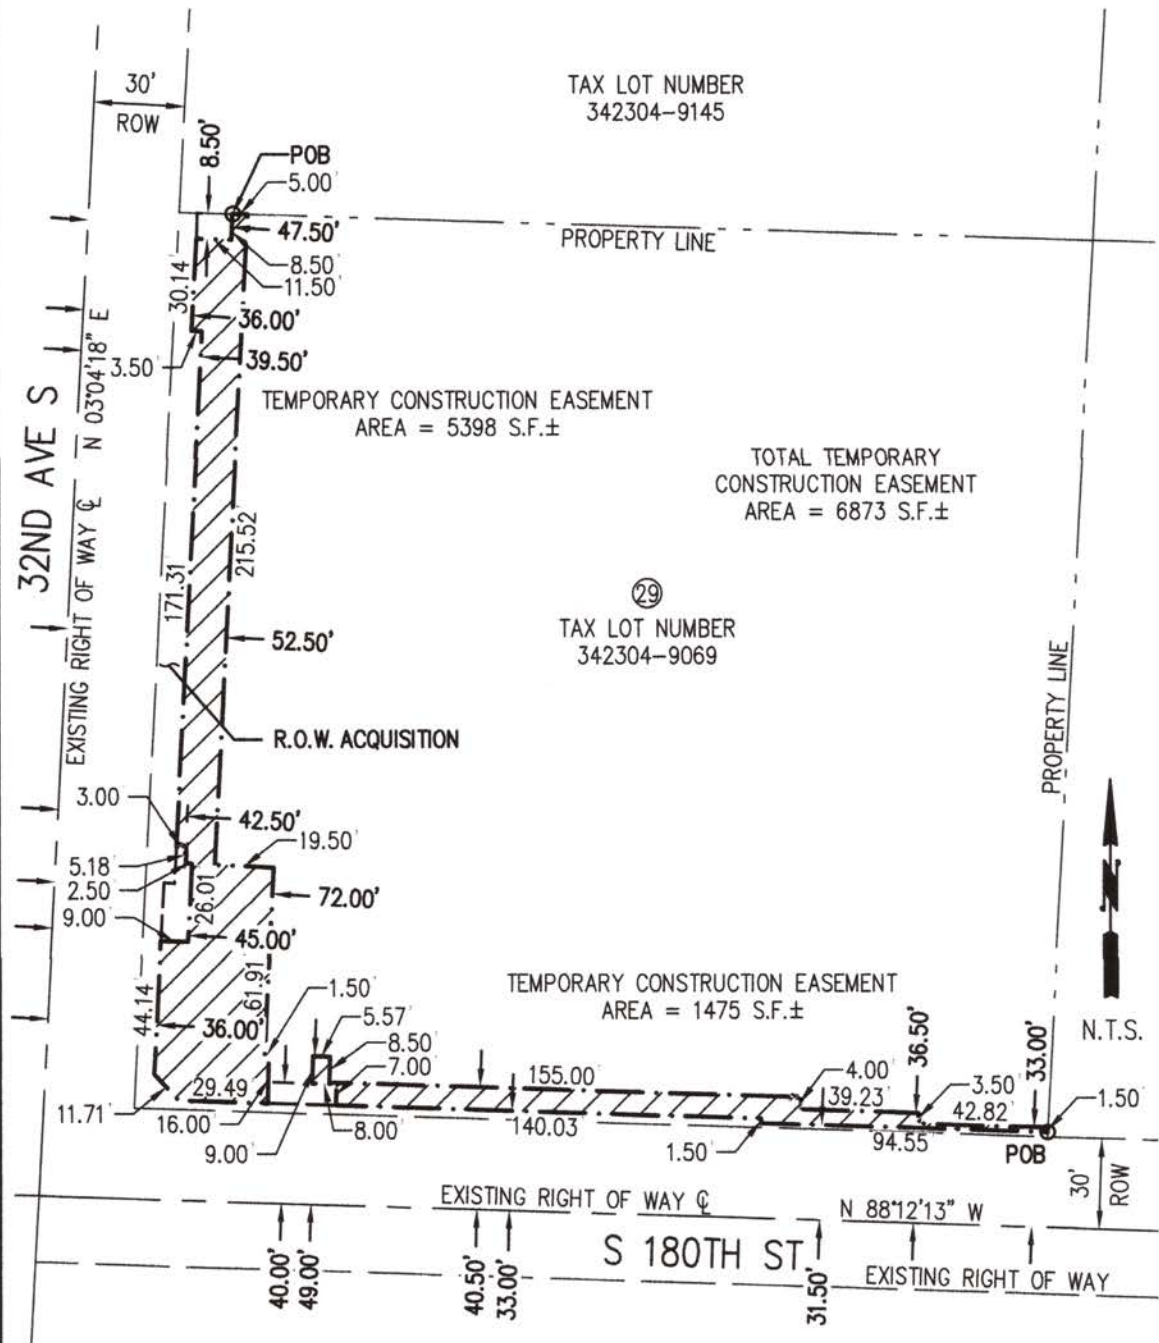 30'
ROW
TAX LOT NUMBER
342304-9145
8.50'
POB
5.00'
47.50'
PROPERTY LINE
8.50'
11.50'
30.14
36.00'
3.50'
39.50'
TEMPORARY CONSTRUCTION EASEMENT
AREA = 5398 S.F.±
TOTAL TEMPORARY
CONSTRUCTION EASEMENT
AREA = 6873 S.F.±
32ND AVE S
EXISTING RIGHT OF WAY ℄ N 03°04'18" E
171.31
215.52
29
TAX LOT NUMBER
342304-9069
52.50'
PROPERTY LINE
R.O.W. ACQUISITION
3.00
42.50'
19.50'
5.18'
2.50'
26.01
72.00'
9.00'
45.00'
61.91
44.14
36.00'
1.50'
5.57'
8.50'
7.00'
TEMPORARY CONSTRUCTION EASEMENT
AREA = 1475 S.F.±
N
N.T.S.
36.50'
33.00'
155.00'
4.00'
39.23'
3.50'
42.82'
1.50'
11.71'
29.49
16.00'
9.00'
8.00'
140.03
1.50'
94.55'
POB
30'
ROW
EXISTING RIGHT OF WAY ℄ N 88°12'13" W
S 180TH ST
EXISTING RIGHT OF WAY
40.00'
49.00'
40.50'
33.00'
31.50'